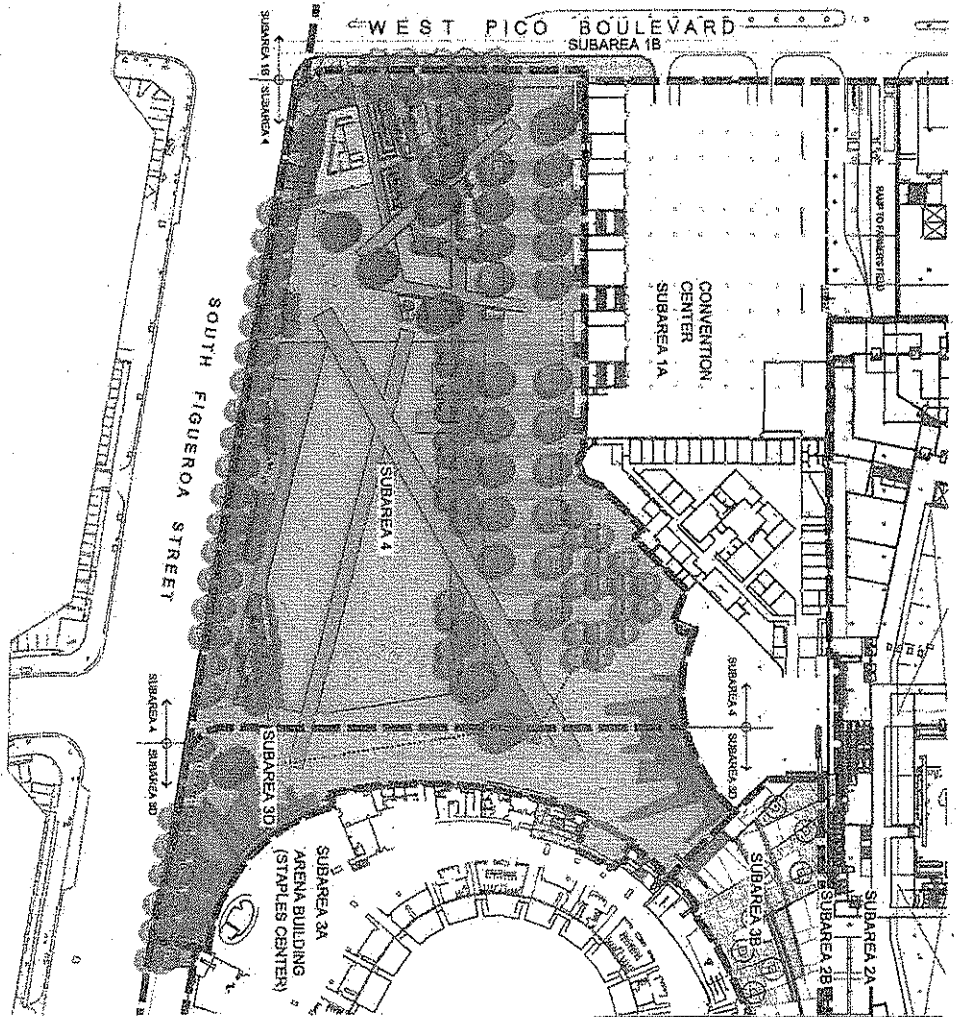 WEST PICO BOULEVARD
SUBAREA 1B
SUBAREA 1B
SUBAREA 4
RAMP TO FARMERS FIELD
CONVENTION
CENTER
SUBAREA 1A
SOUTH FIGUEROA STREET
SUBAREA 4
SUBAREA 4
SUBAREA 3D
SUBAREA 4
SUBAREA 3D
SUBAREA 3D
SUBAREA 3A
ARENA BUILDING
(STAPLES CENTER)
SUBAREA 3B
SUBAREA 2B
SUBAREA 2A